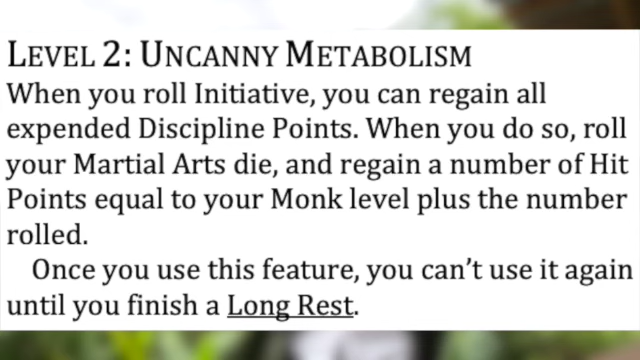 LEVEL 2: UNCANNY METABOLISM
When you roll Initiative, you can regain all
expended Discipline Points. When you do so, roll
your Martial Arts die, and regain a number of Hit
Points equal to your Monk level plus the number
rolled.
Once you use this feature, you can’t use it again
until you finish a Long Rest.